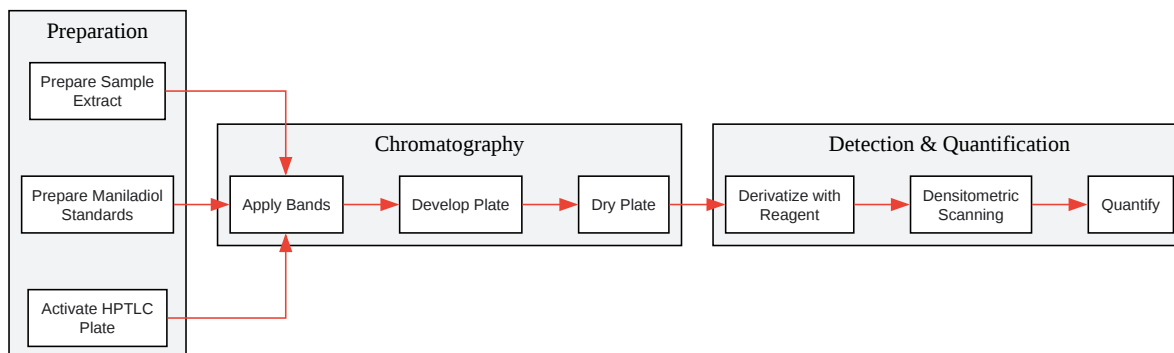 Preparation
Prepare Sample
Extract
Prepare Maniladiol
Standards
Activate HPTLC
Plate
Chromatography
Apply Bands
Develop Plate
Dry Plate
Detection & Quantification
Derivatize with
Reagent
Densitometric
Scanning
Quantify